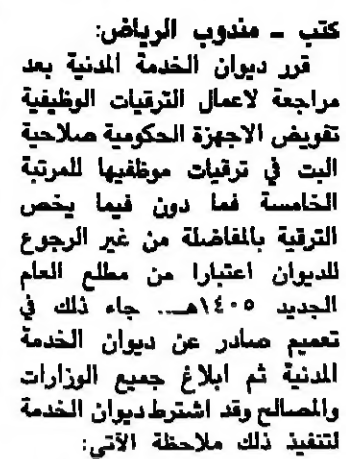 كتب ــ مندوب الرياض:
قرر ديوان الخدمة المدنية بعد
مراجعة لاعمال الترقيات الوظيفية
تفويض الاجهزة الحكومية صلاحية
البت في ترقيات موظفيها للمرتبة
الخامسة فما دون فيما يخص
الترقية بالمفاضلة من غير الرجوع
للديوان اعتبارا من مطلع العام
الجديد ١٤٠٥هـ.. جاء ذلك في
تعميم صادر عن ديوان الخدمة
المدنية ثم ابلاغ جميع الوزارات
والمصالح وقد اشترط ديوان الخدمة
لتنفيذ ذلك ملاحظة الآتي: